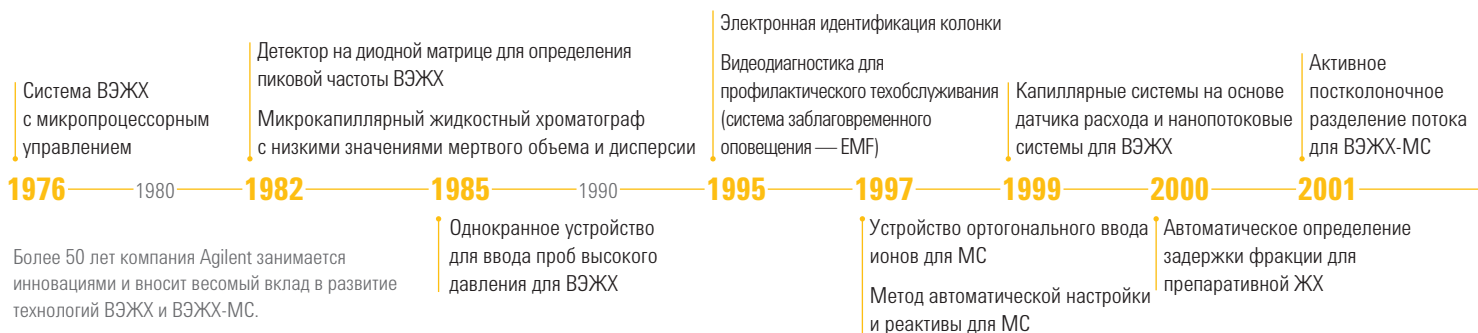 Система ВЭЖХ
с микропроцессорным
управлением
Детектор на диодной матрице для определения
пиковой частоты ВЭЖХ
Микрокапиллярный жидкостный хроматограф
с низкими значениями мертвого объема и дисперсии
Электронная идентификация колонки
Видеодиагностика для
профилактического техобслуживания
(система заблаговременного
оповещения — EMF)
Капиллярные системы на основе
датчика расхода и нанопотоковые
системы для ВЭЖХ
Активное
постколоночное
разделение потока
для ВЭЖХ-МС
1976 1980 1982 1985 1990 1995 1997 1999 2000 2001
Более 50 лет компания Agilent занимается
инновациями и вносит весомый вклад в развитие
технологий ВЭЖХ и ВЭЖХ-МС.
Однокранное устройство
для ввода проб высокого
давления для ВЭЖХ
Устройство ортогонального ввода
ионов для МС
Метод автоматической настройки
и реактивы для МС
Автоматическое определение
задержки фракции для
препаративной ЖХ